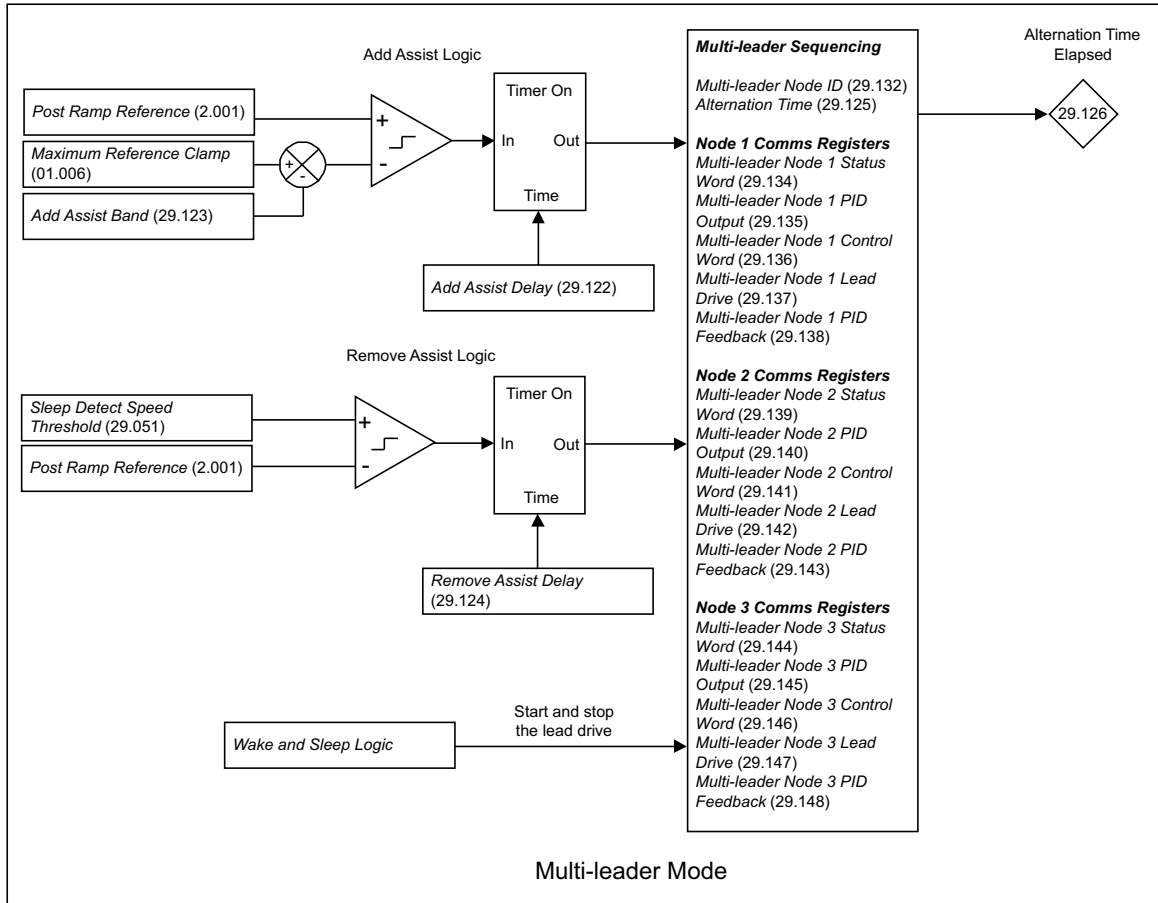 Add Assist Logic
Post Ramp Reference (2.001)
Maximum Reference Clamp
(01.006)
Add Assist Band (29.123)
+
-
+
-
Timer On
In
Out
Time
Add Assist Delay (29.122)
Remove Assist Logic
Sleep Detect Speed
Threshold (29.051)
Post Ramp Reference (2.001)
+
-
Timer On
In
Out
Time
Remove Assist Delay
(29.124)
Wake and Sleep Logic
Start and stop
the lead drive
Multi-leader Sequencing
Multi-leader Node ID (29.132)
Alternation Time (29.125)
Node 1 Comms Registers
Multi-leader Node 1 Status
Word (29.134)
Multi-leader Node 1 PID
Output (29.135)
Multi-leader Node 1 Control
Word (29.136)
Multi-leader Node 1 Lead
Drive (29.137)
Multi-leader Node 1 PID
Feedback (29.138)
Node 2 Comms Registers
Multi-leader Node 2 Status
Word (29.139)
Multi-leader Node 2 PID
Output (29.140)
Multi-leader Node 2 Control
Word (29.141)
Multi-leader Node 2 Lead
Drive (29.142)
Multi-leader Node 2 PID
Feedback (29.143)
Node 3 Comms Registers
Multi-leader Node 3 Status
Word (29.144)
Multi-leader Node 3 PID
Output (29.145)
Multi-leader Node 3 Control
Word (29.146)
Multi-leader Node 3 Lead
Drive (29.147)
Multi-leader Node 3 PID
Feedback (29.148)
Alternation Time
Elapsed
29.126
Multi-leader Mode